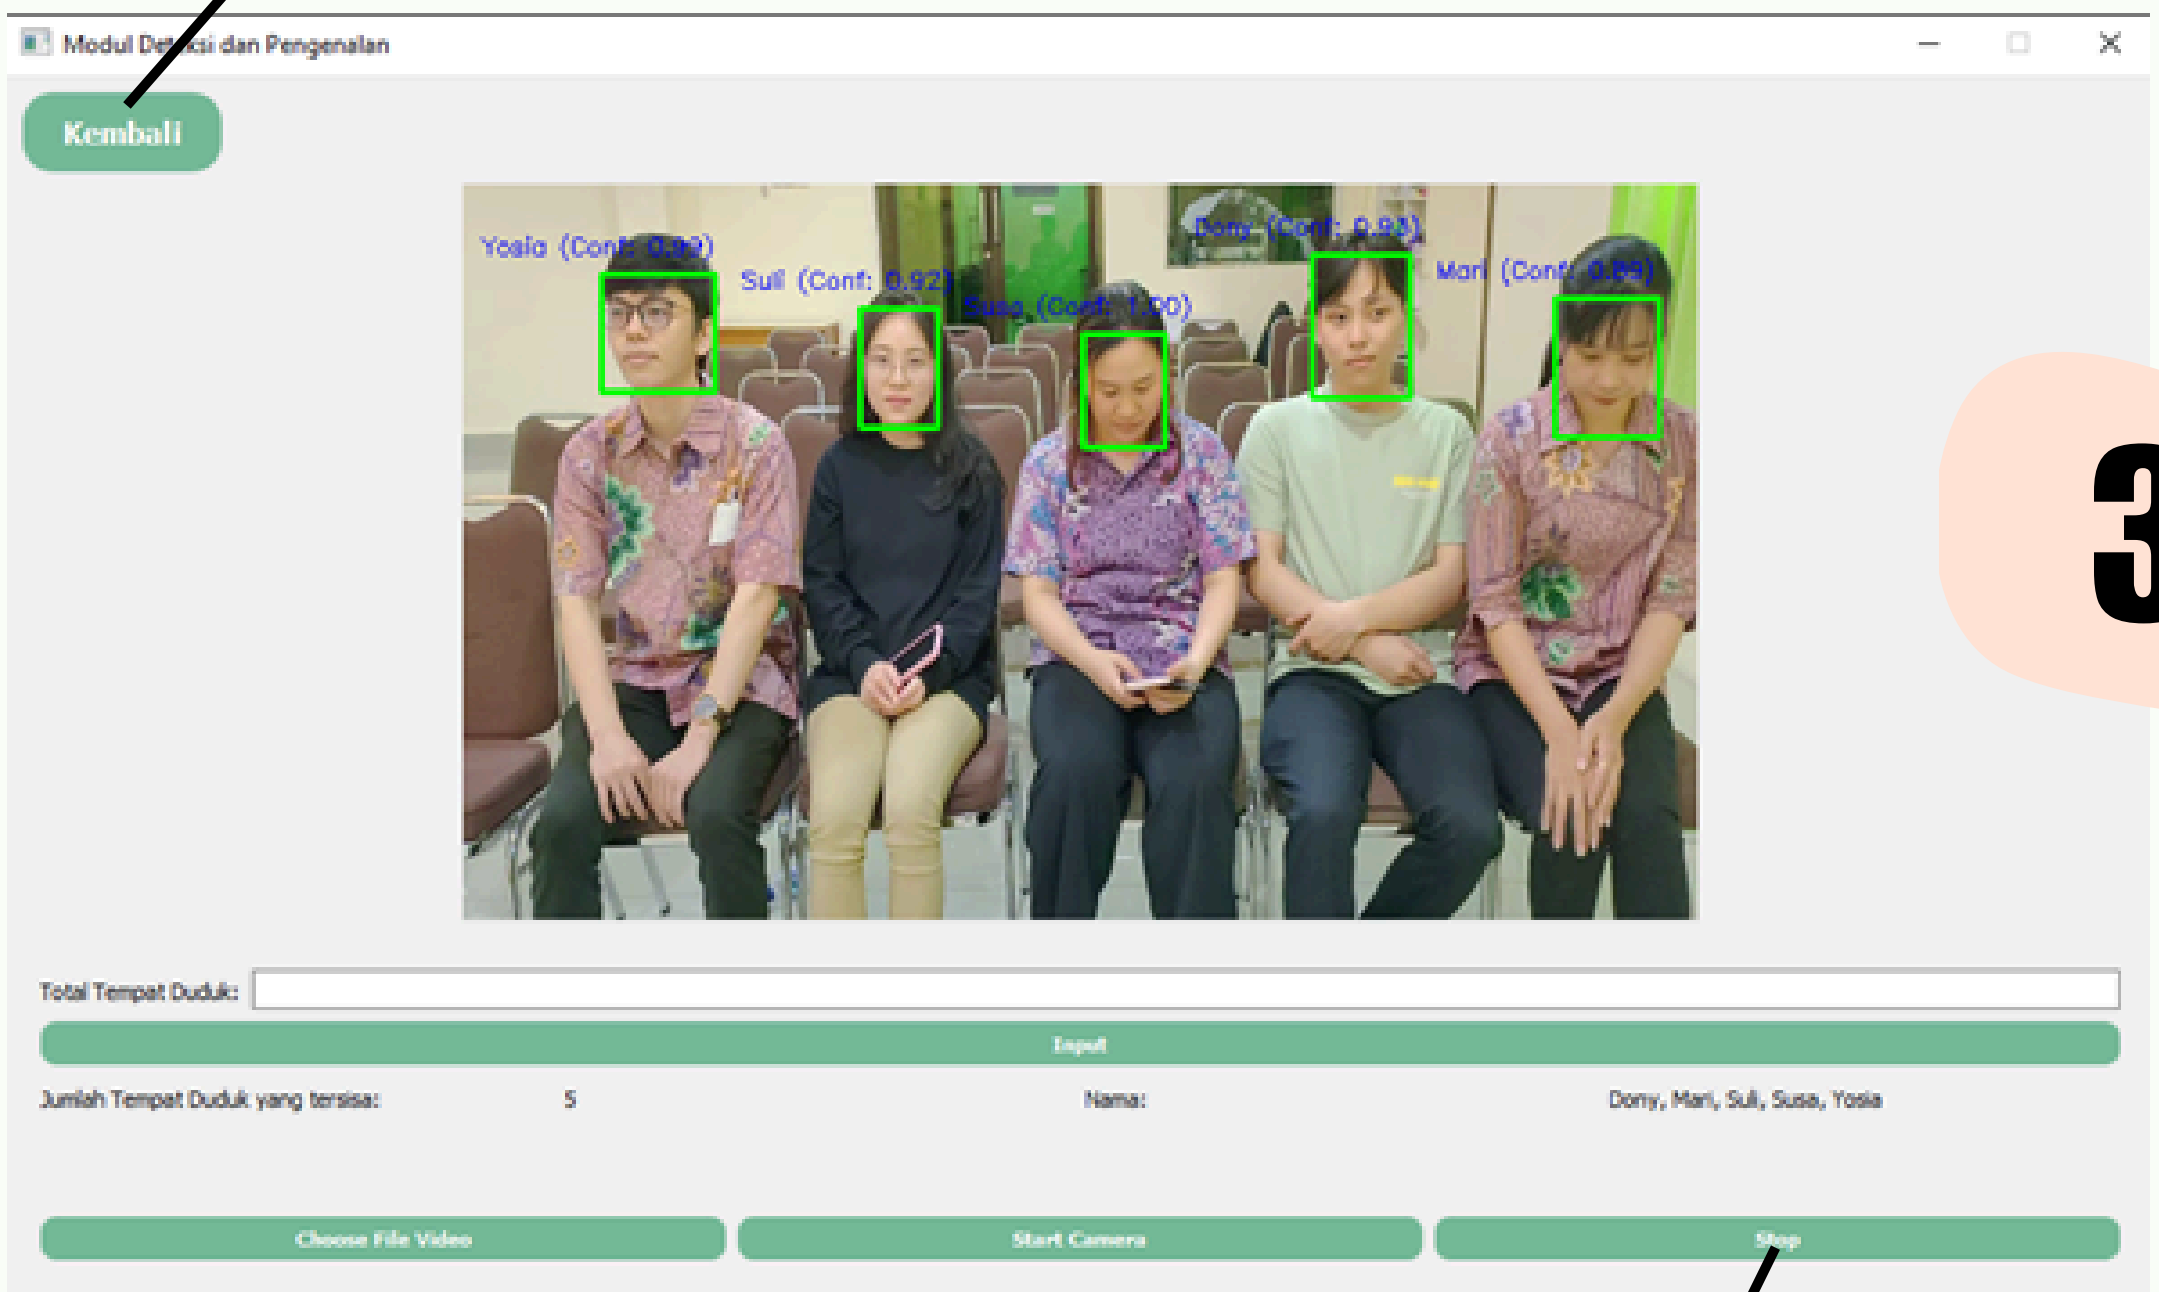 Modul Deteksi dan Pengenalan
Kembali
Yosia (Conf: 0.99)
Suli (Conf: 0.92)
Susa (Conf: 1.00)
Dony (Conf: 0.93)
Mari (Conf: 0.89)
3
Total Tempat Duduk:
Input
Jumlah Tempat Duduk yang tersisa: 5 Nama: Dony, Mari, Suli, Susa, Yosia
Choose File Video Start Camera Stop